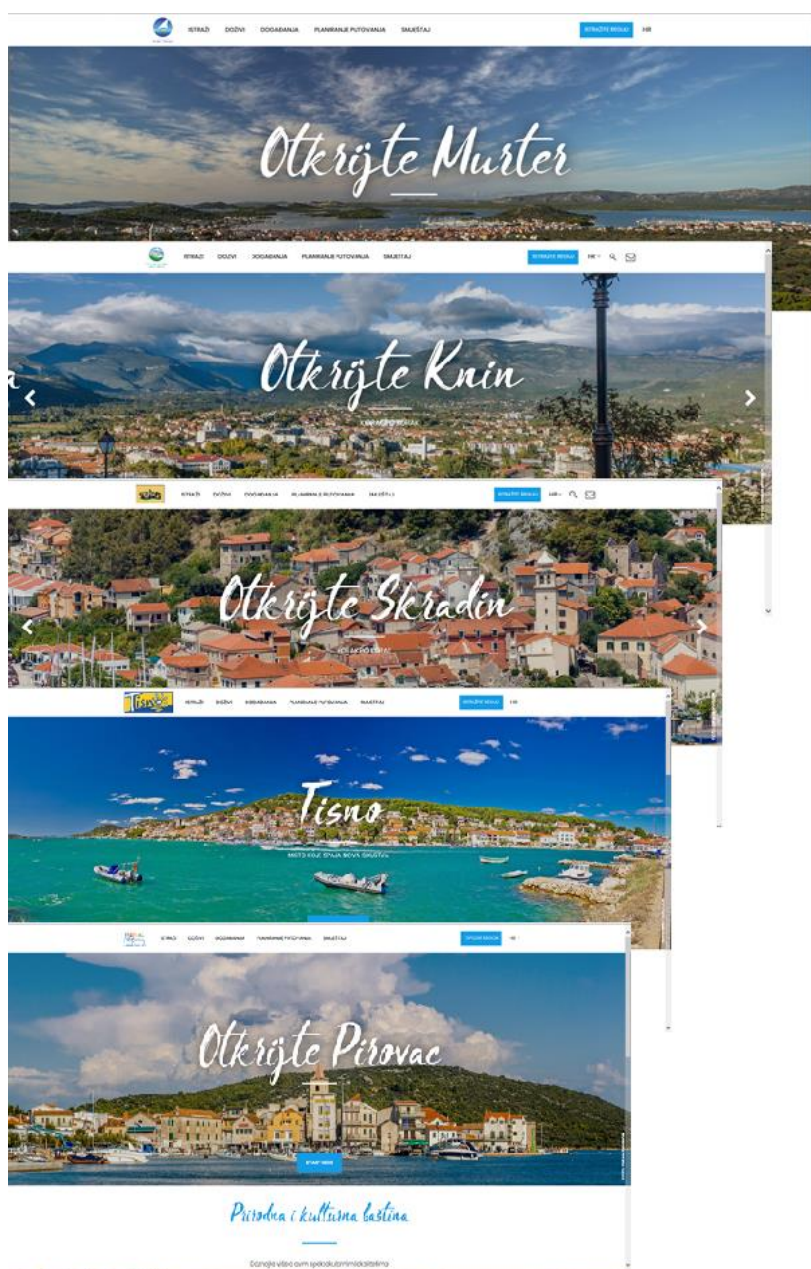 ISTRAŽI DOŽIVI DOGAĐANJA PLANIRANJE PUTOVANJA SMJEŠTAJ ISTRAŽITE REGIJU HR
Otkrijte Murter
ISTRAŽI DOŽIVI DOGAĐANJA PLANIRANJE PUTOVANJA SMJEŠTAJ ISTRAŽITE REGIJU HR
a
Otkrijte Knin
ISTRAŽI DOŽIVI DOGAĐANJA PLANIRANJE PUTOVANJA SMJEŠTAJ ISTRAŽITE REGIJU HR
Otkrijte Skradin
Tisno ISTRAŽI DOŽIVI DOGAĐANJA PLANIRANJE PUTOVANJA SMJEŠTAJ ISTRAŽITE REGIJU HR
Tisno
ISTRAŽI DOŽIVI DOGAĐANJA PLANIRANJE PUTOVANJA SMJEŠTAJ
Otkrijte Pirovac
Prirodna i kulturna baština